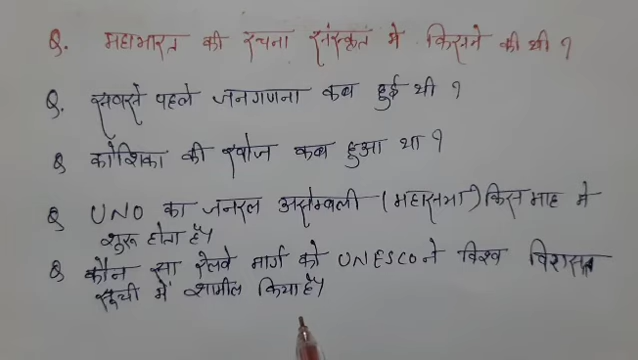 Q. महाभारत की रचना संस्कृत मे किसने की थी ?
Q. सबसे पहले जनगणना कब हुई थी ?
Q कोशिका की खोज कब हुआ था ?
Q UNO का जनरल असेम्बली (महासभा) किस माह मे
शुरू होता है।
Q कौन सा रेलवे मार्ग को UNESCO ने विश्व विरासत
सूची में शामील किया है।